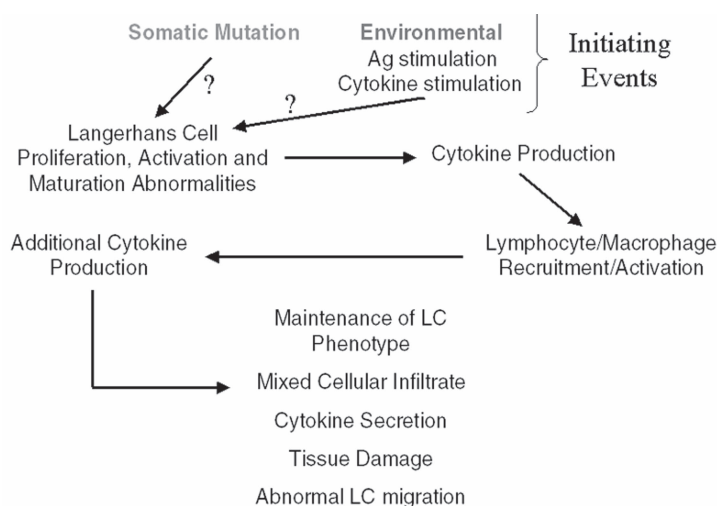 Somatic Mutation
Environmental
Ag stimulation
Cytokine stimulation
Initiating
Events
?
?
Langerhans Cell
Proliferation, Activation and
Maturation Abnormalities
Cytokine Production
Additional Cytokine
Production
Lymphocyte/Macrophage
Recruitment/Activation
Maintenance of LC
Phenotype
Mixed Cellular Infiltrate
Cytokine Secretion
Tissue Damage
Abnormal LC migration